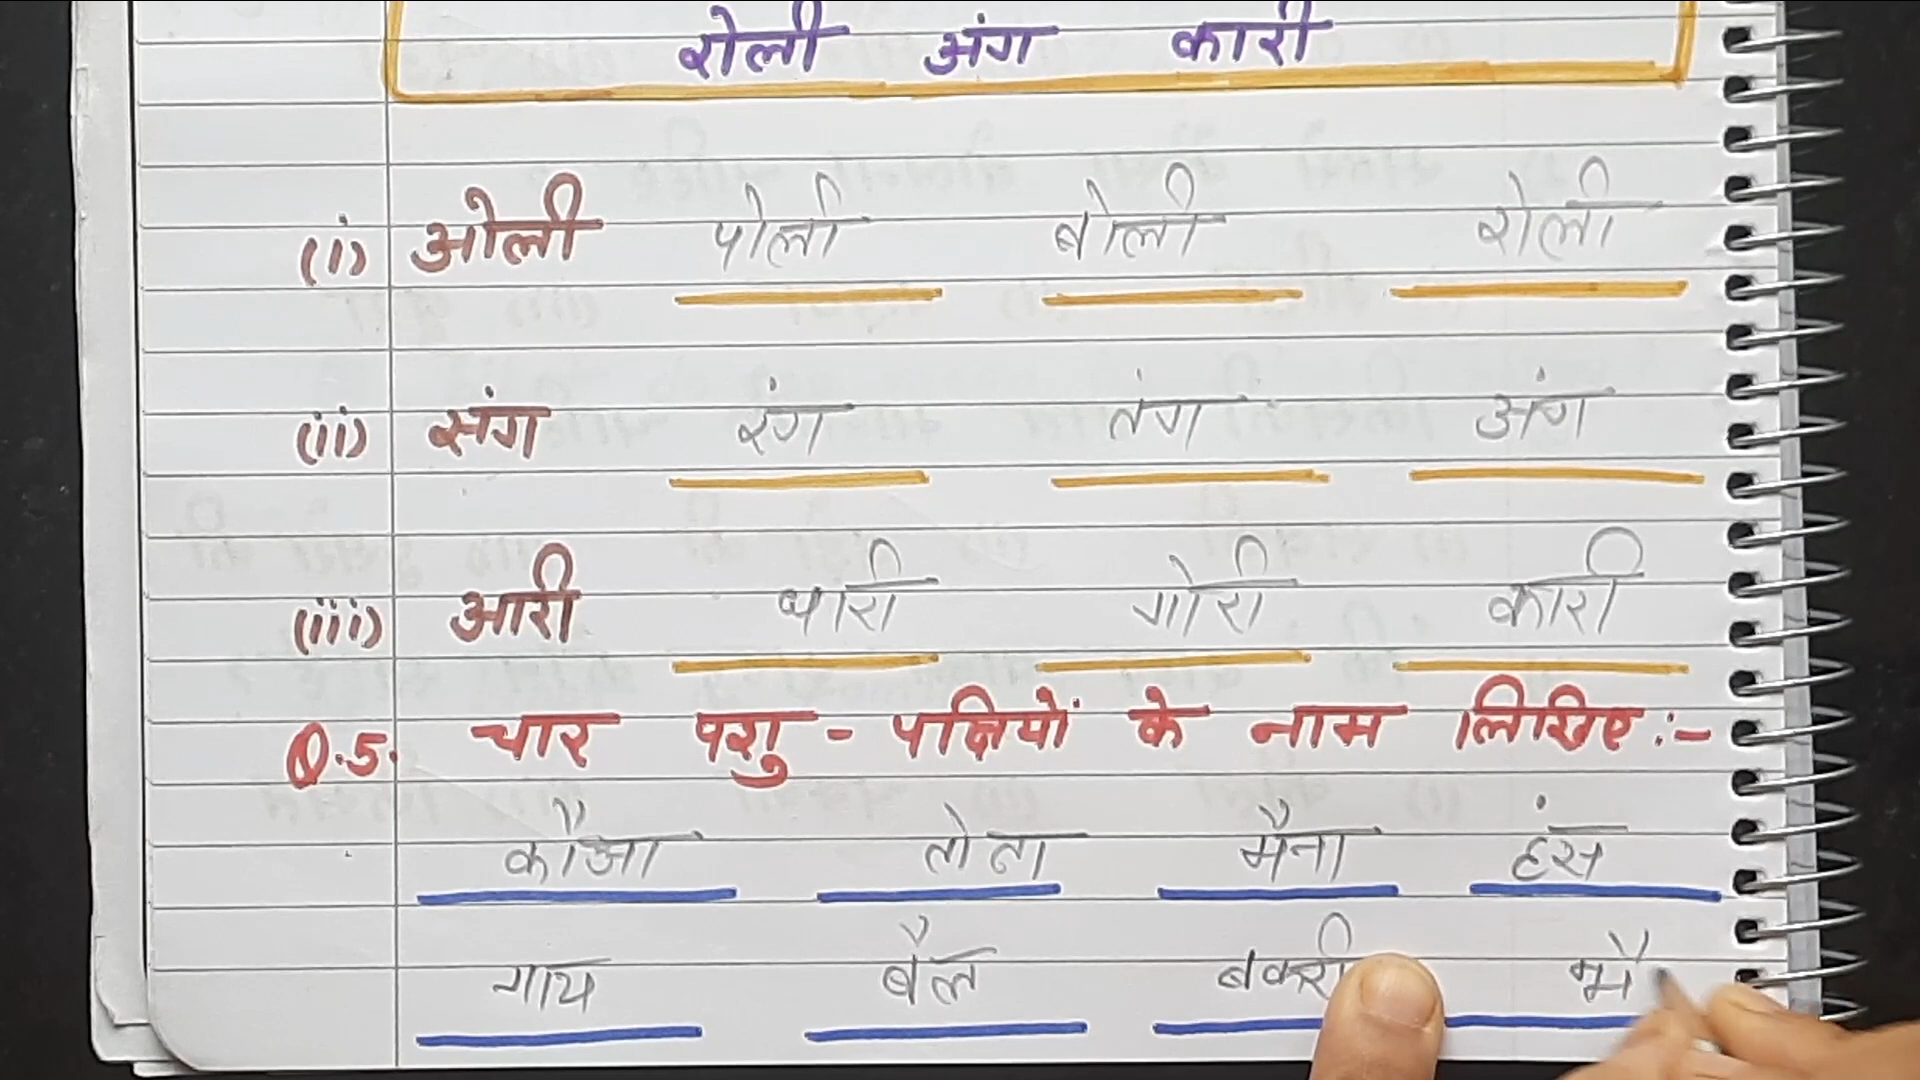 रोली अंग कारी
(i) ओली पोली बोली रोली
(ii) संग रंग तंग अंग
(iii) आरी थारी गोरी कारी
Q.5. चार पशु - पक्षियों के नाम लिखिए :-
कौआ तोता मैना हंस
गाय बैल बकरी भै